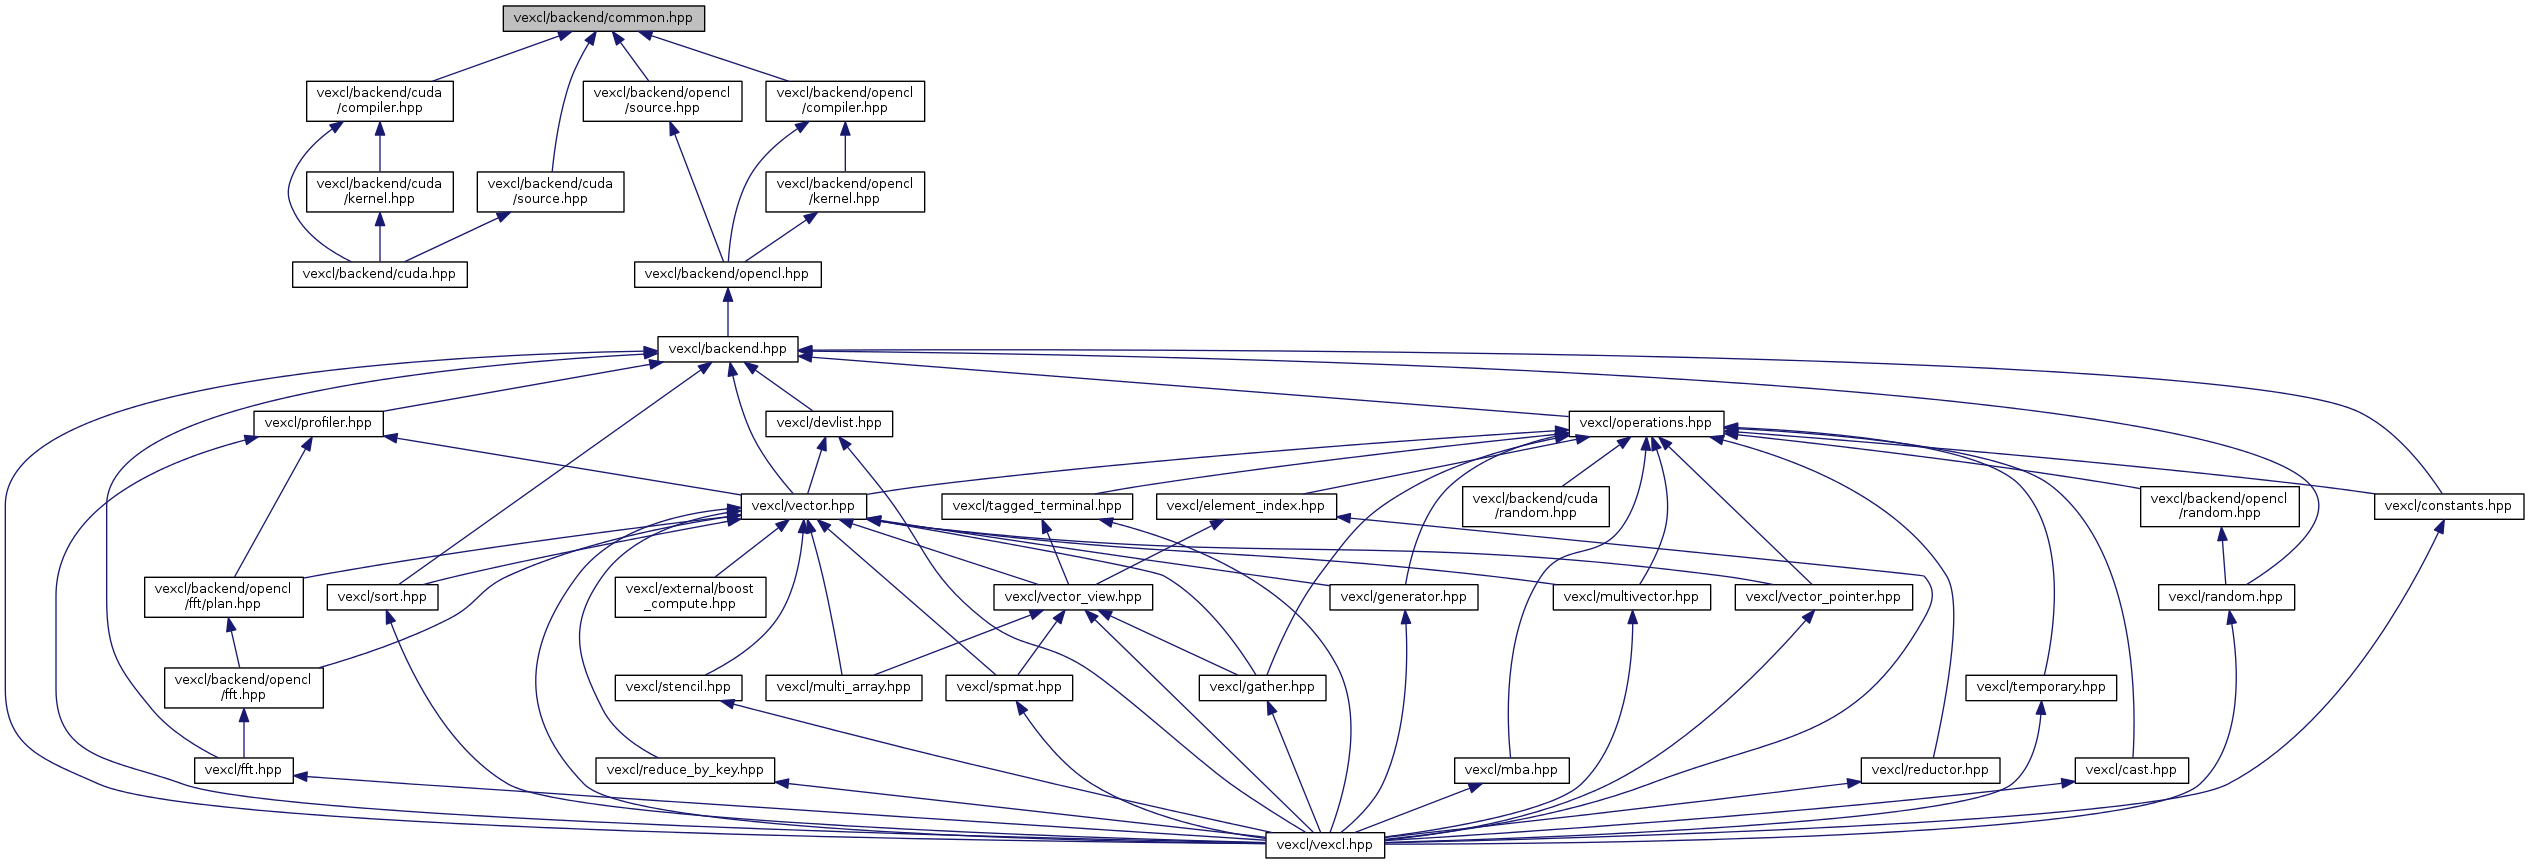 vexcl/backend/common.hpp
vexcl/backend/cuda
/compiler.hpp
vexcl/backend/opencl
/source.hpp
vexcl/backend/opencl
/compiler.hpp
vexcl/backend/cuda
/kernel.hpp
vexcl/backend/cuda
/source.hpp
vexcl/backend/opencl
/kernel.hpp
vexcl/backend/cuda.hpp
vexcl/backend/opencl.hpp
vexcl/backend.hpp
vexcl/profiler.hpp
vexcl/devlist.hpp
vexcl/operations.hpp
vexcl/vector.hpp
vexcl/tagged_terminal.hpp
vexcl/element_index.hpp
vexcl/backend/cuda
/random.hpp
vexcl/backend/opencl
/random.hpp
vexcl/constants.hpp
vexcl/backend/opencl
/fft/plan.hpp
vexcl/sort.hpp
vexcl/external/boost
_compute.hpp
vexcl/vector_view.hpp
vexcl/generator.hpp
vexcl/multivector.hpp
vexcl/vector_pointer.hpp
vexcl/random.hpp
vexcl/backend/opencl
/fft.hpp
vexcl/stencil.hpp
vexcl/multi_array.hpp
vexcl/spmat.hpp
vexcl/gather.hpp
vexcl/temporary.hpp
vexcl/fft.hpp
vexcl/reduce_by_key.hpp
vexcl/mba.hpp
vexcl/reductor.hpp
vexcl/cast.hpp
vexcl/vexcl.hpp